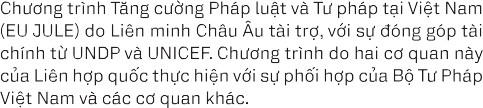 Chương trình Tăng cường Pháp luật và Tư pháp tại Việt Nam
(EU JULE) do Liên minh Châu Âu tài trợ, với sự đóng góp tài
chính từ UNDP và UNICEF. Chương trình do hai cơ quan này
của Liên hợp quốc thực hiện với sự phối hợp của Bộ Tư Pháp
Việt Nam và các cơ quan khác.